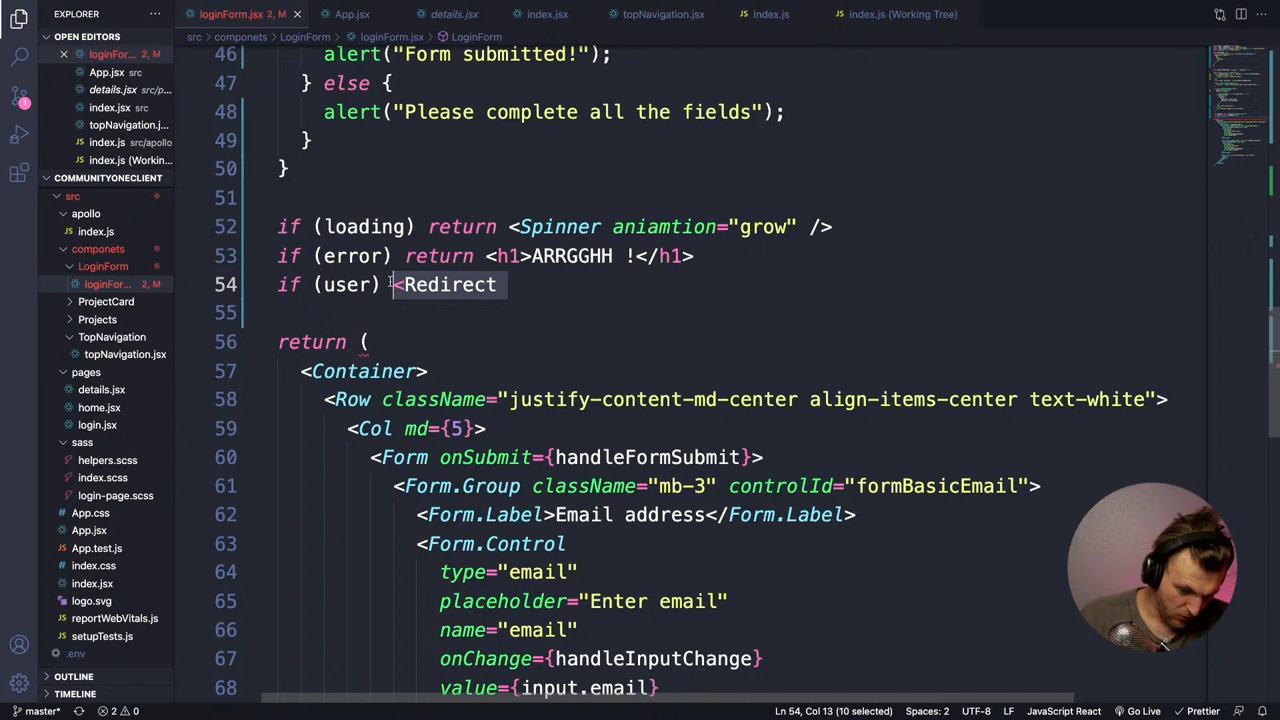 EXPLORER
loginForm.jsx 2, M
App.jsx
details.jsx
index.jsx
topNavigation.jsx
index.js
index.js (Working Tree)
OPEN EDITORS
loginFor... 2, M
App.jsx src
details.jsx src/p...
index.jsx src
topNavigation.j...
index.js src/apollo
index.js (Workin...
COMMUNITYONECLIENT
src
apollo
index.js
componets
LoginForm
loginFor... 2, M
ProjectCard
Projects
TopNavigation
topNavigation.jsx
pages
details.jsx
home.jsx
login.jsx
sass
helpers.scss
index.scss
login-page.scss
App.css
App.jsx
App.test.js
index.css
index.jsx
logo.svg
reportWebVitals.js
setupTests.js
.env
OUTLINE
TIMELINE
src > componets > LoginForm > loginForm.jsx > LoginForm
46 alert("Form submitted!");
47 } else {
48 alert("Please complete all the fields");
49 }
50 }
51
52 if (loading) return <Spinner aniamtion="grow" />
53 if (error) return <h1>ARRGGHH !</h1>
54 if (user) <Redirect
55
56 return (
57 <Container>
58 <Row className="justify-content-md-center align-items-center text-white">
59 <Col md={5}>
60 <Form onSubmit={handleFormSubmit}>
61 <Form.Group className="mb-3" controlId="formBasicEmail">
62 <Form.Label>Email address</Form.Label>
63 <Form.Control
64 type="email"
65 placeholder="Enter email"
66 name="email"
67 onChange={handleInputChange}
68 value={input.email}
1
master*
2 0
Ln 54, Col 13 (10 selected)
Spaces: 2
UTF-8
LF
JavaScript React
Go Live
Prettier